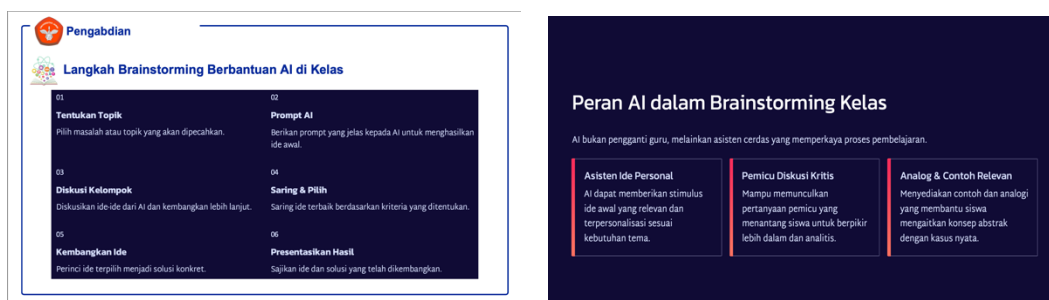 Pengabdian
Langkah Brainstorming Berbantuan AI di Kelas
01
Tentukan Topik
Pilih masalah atau topik yang akan dipecahkan.
02
Prompt AI
Berikan prompt yang jelas kepada AI untuk menghasilkan
ide awal.
03
Diskusi Kelompok
Diskusikan ide-ide dari AI dan kembangkan lebih lanjut.
04
Saring & Pilih
Saring ide terbaik berdasarkan kriteria yang ditentukan.
05
Kembangkan Ide
Perinci ide terpilih menjadi solusi konkret.
06
Presentasikan Hasil
Sajikan ide dan solusi yang telah dikembangkan.
Peran AI dalam Brainstorming Kelas
AI bukan pengganti guru, melainkan asisten cerdas yang memperkaya proses pembelajaran.
Asisten Ide Personal
AI dapat memberikan stimulus
ide awal yang relevan dan
terpersonalisasi sesuai
kebutuhan tema.
Pemicu Diskusi Kritis
Mampu memunculkan
pertanyaan pemicu yang
menantang siswa untuk berpikir
lebih dalam dan analitis.
Analog & Contoh Relevan
Menyediakan contoh dan analogi
yang membantu siswa
mengaitkan konsep abstrak
dengan kasus nyata.